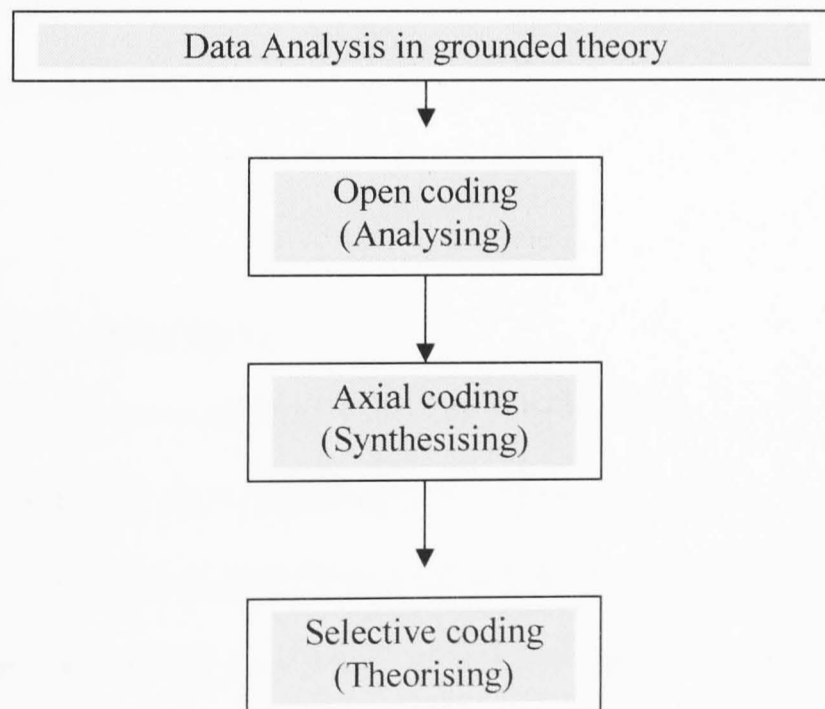 Data Analysis in grounded theory
Open coding
(Analysing)
Axial coding
(Synthesising)
Selective coding
(Theorising)